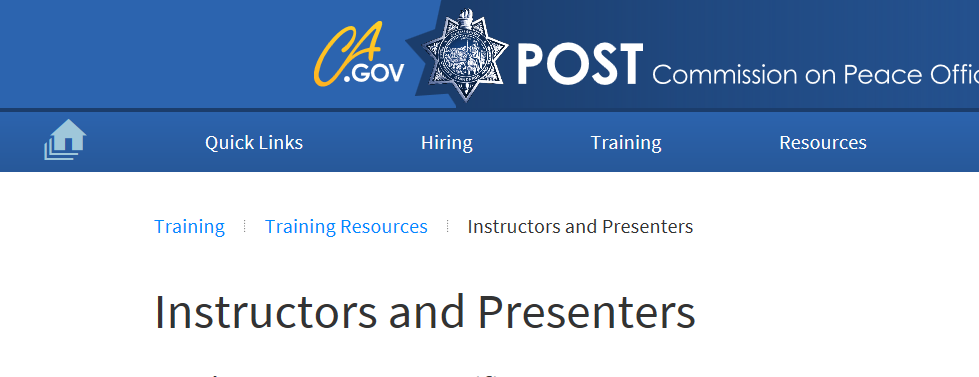 CA.GOV
POST Commission on Peace
Quick Links Hiring Training Resources
Training Training Resources Instructors and Presenters
Instructors and Presenters